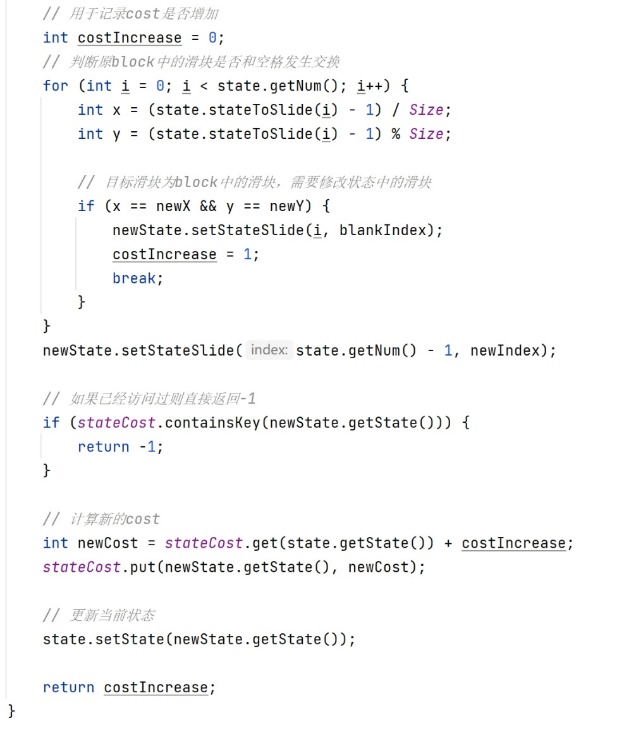 // 用于记录cost是否增加
int costIncrease = 0;
// 判断原block中的滑块是否和空格发生交换
for (int i = 0; i < state.getNum(); i++) {
    int x = (state.stateToSlide(i) - 1) / Size;
    int y = (state.stateToSlide(i) - 1) % Size;

    // 目标滑块为block中的滑块，需要修改状态中的滑块
    if (x == newX && y == newY) {
        newState.setStateSlide(i, blankIndex);
        costIncrease = 1;
        break;
    }
}
newState.setStateSlide( index: state.getNum() - 1, newIndex);

// 如果已经访问过则直接返回-1
if (stateCost.containsKey(newState.getState())) {
    return -1;
}

// 计算新的cost
int newCost = stateCost.get(state.getState()) + costIncrease;
stateCost.put(newState.getState(), newCost);

// 更新当前状态
state.setState(newState.getState());

return costIncrease;
}